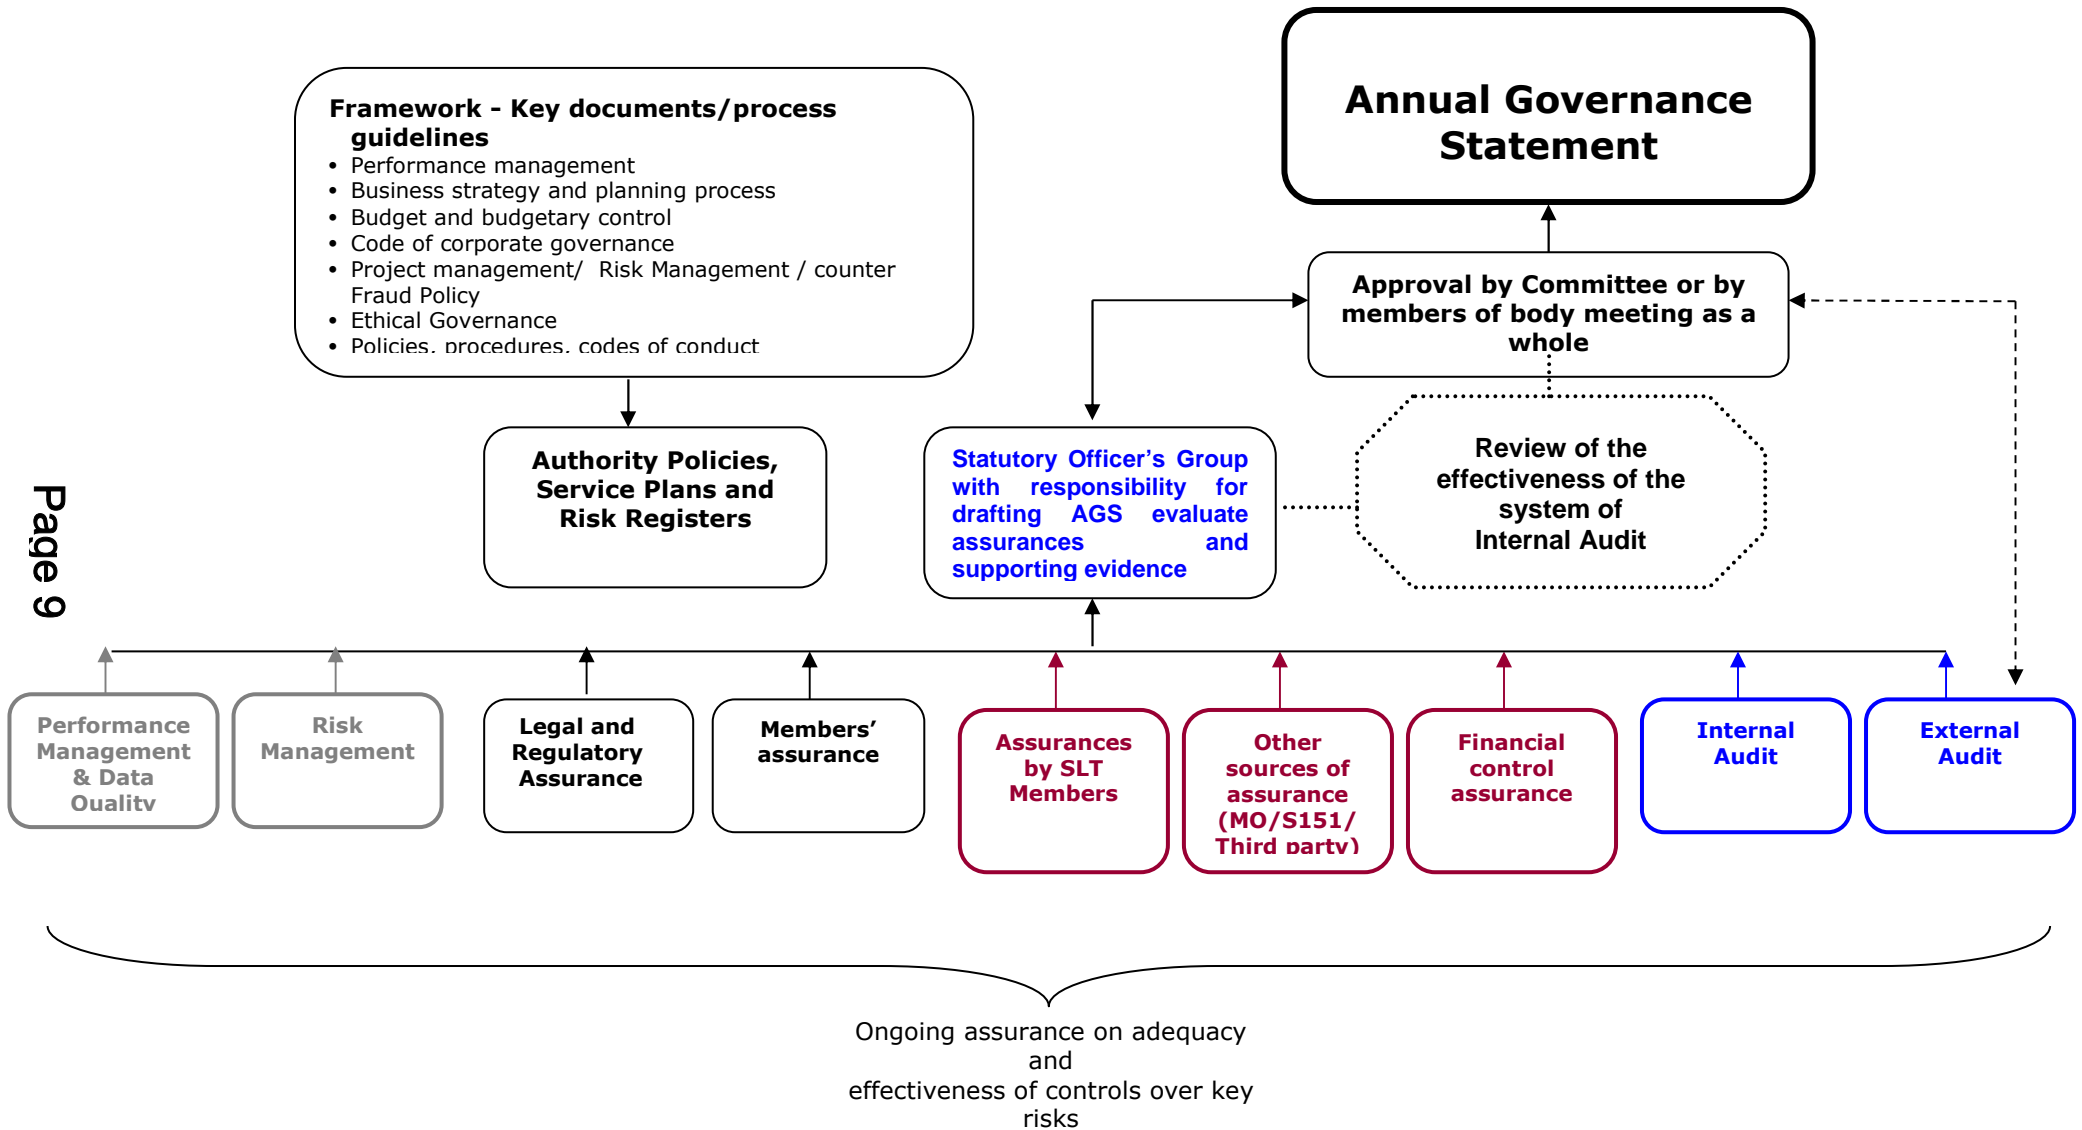 Annual Governance
Statement
Framework - Key documents/process
guidelines
• Performance management
• Business strategy and planning process
• Budget and budgetary control
• Code of corporate governance
• Project management/  Risk Management / counter
Fraud Policy
• Ethical Governance
• Policies, procedures, codes of conduct
Approval by Committee or by
members of body meeting as a
whole
Authority Policies,
Service Plans and
Risk Registers
Statutory Officer’s Group
with responsibility for
drafting AGS evaluate
assurances and
supporting evidence
Review of the
effectiveness of the
system of
Internal Audit
Page 9
Performance
Management
& Data
Quality
Risk
Management
Legal and
Regulatory
Assurance
Members’
assurance
Assurances
by SLT
Members
Other
sources of
assurance
(MO/S151/
Third party)
Financial
control
assurance
Internal
Audit
External
Audit
Ongoing assurance on adequacy
and
effectiveness of controls over key
risks